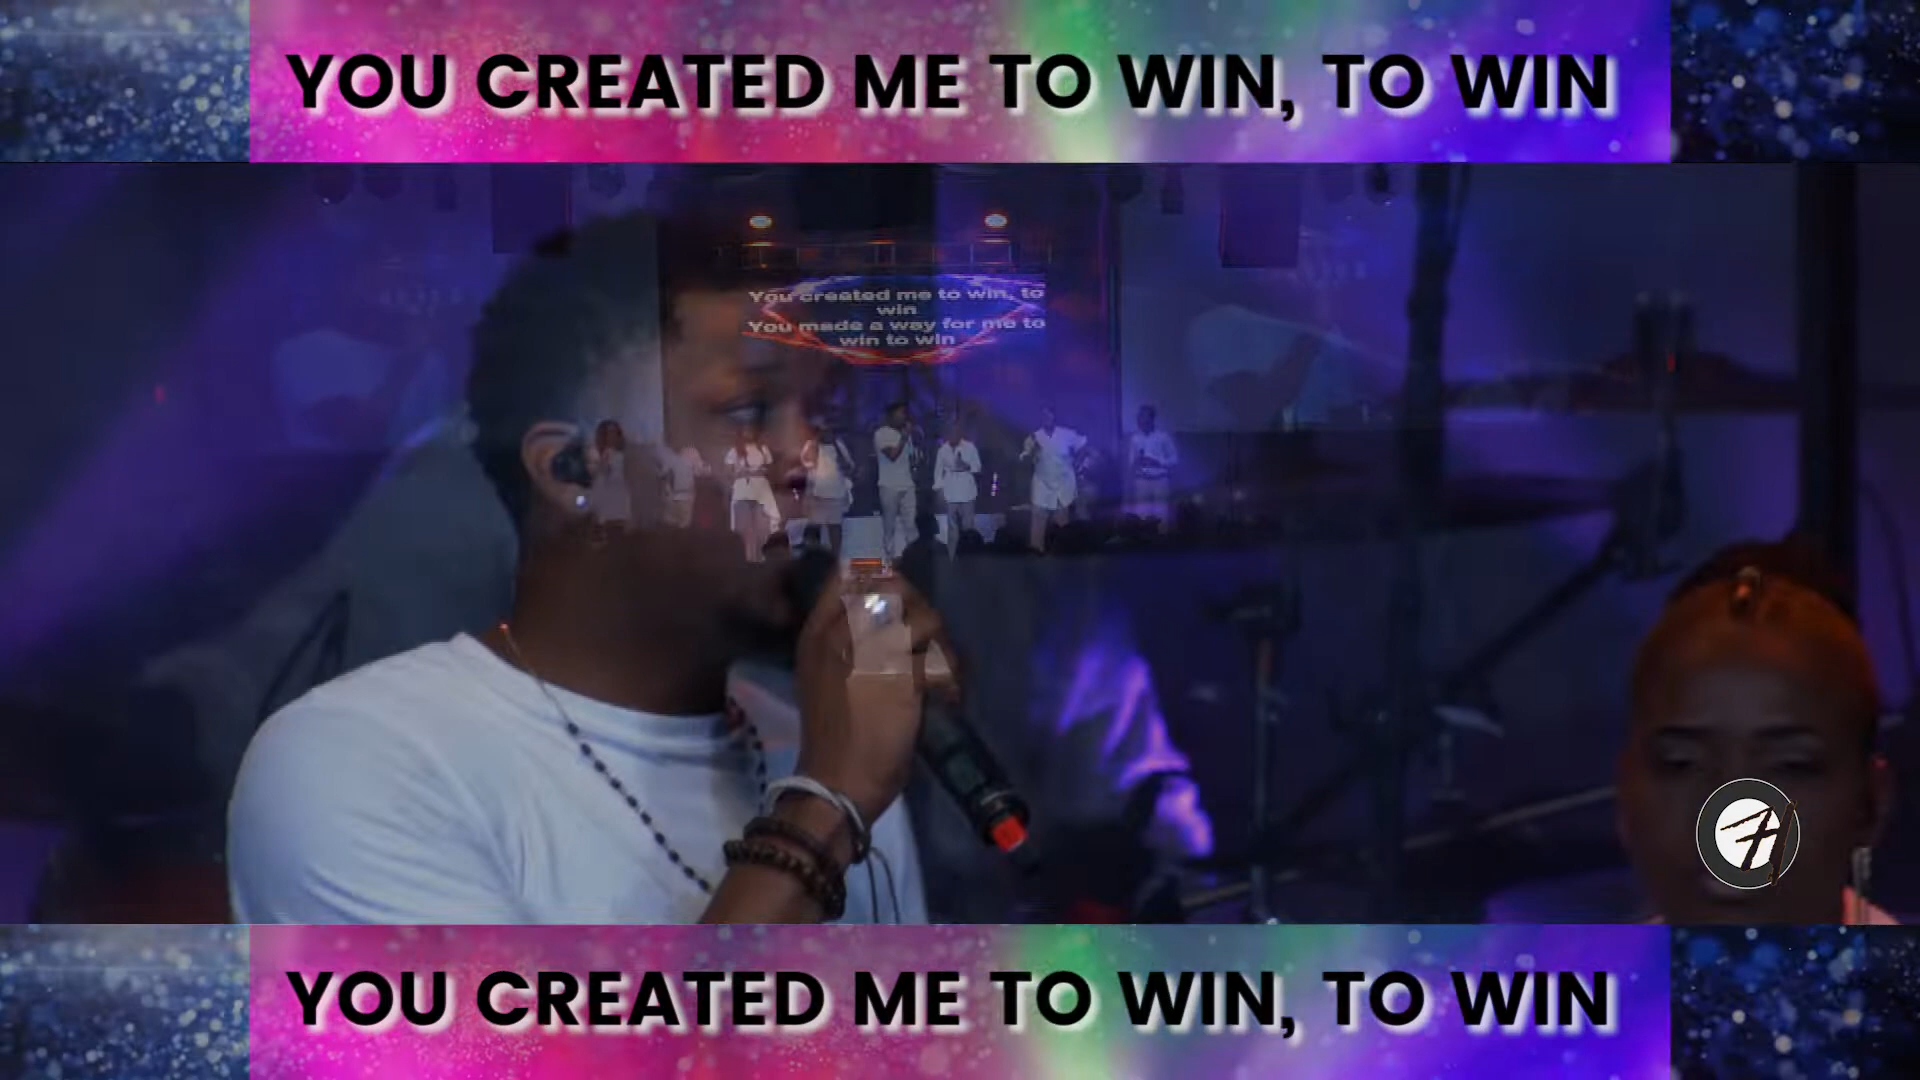 YOU CREATED ME TO WIN, TO WIN
You created me to win, to
win
You made a way for me to
win to win
YOU CREATED ME TO WIN, TO WIN